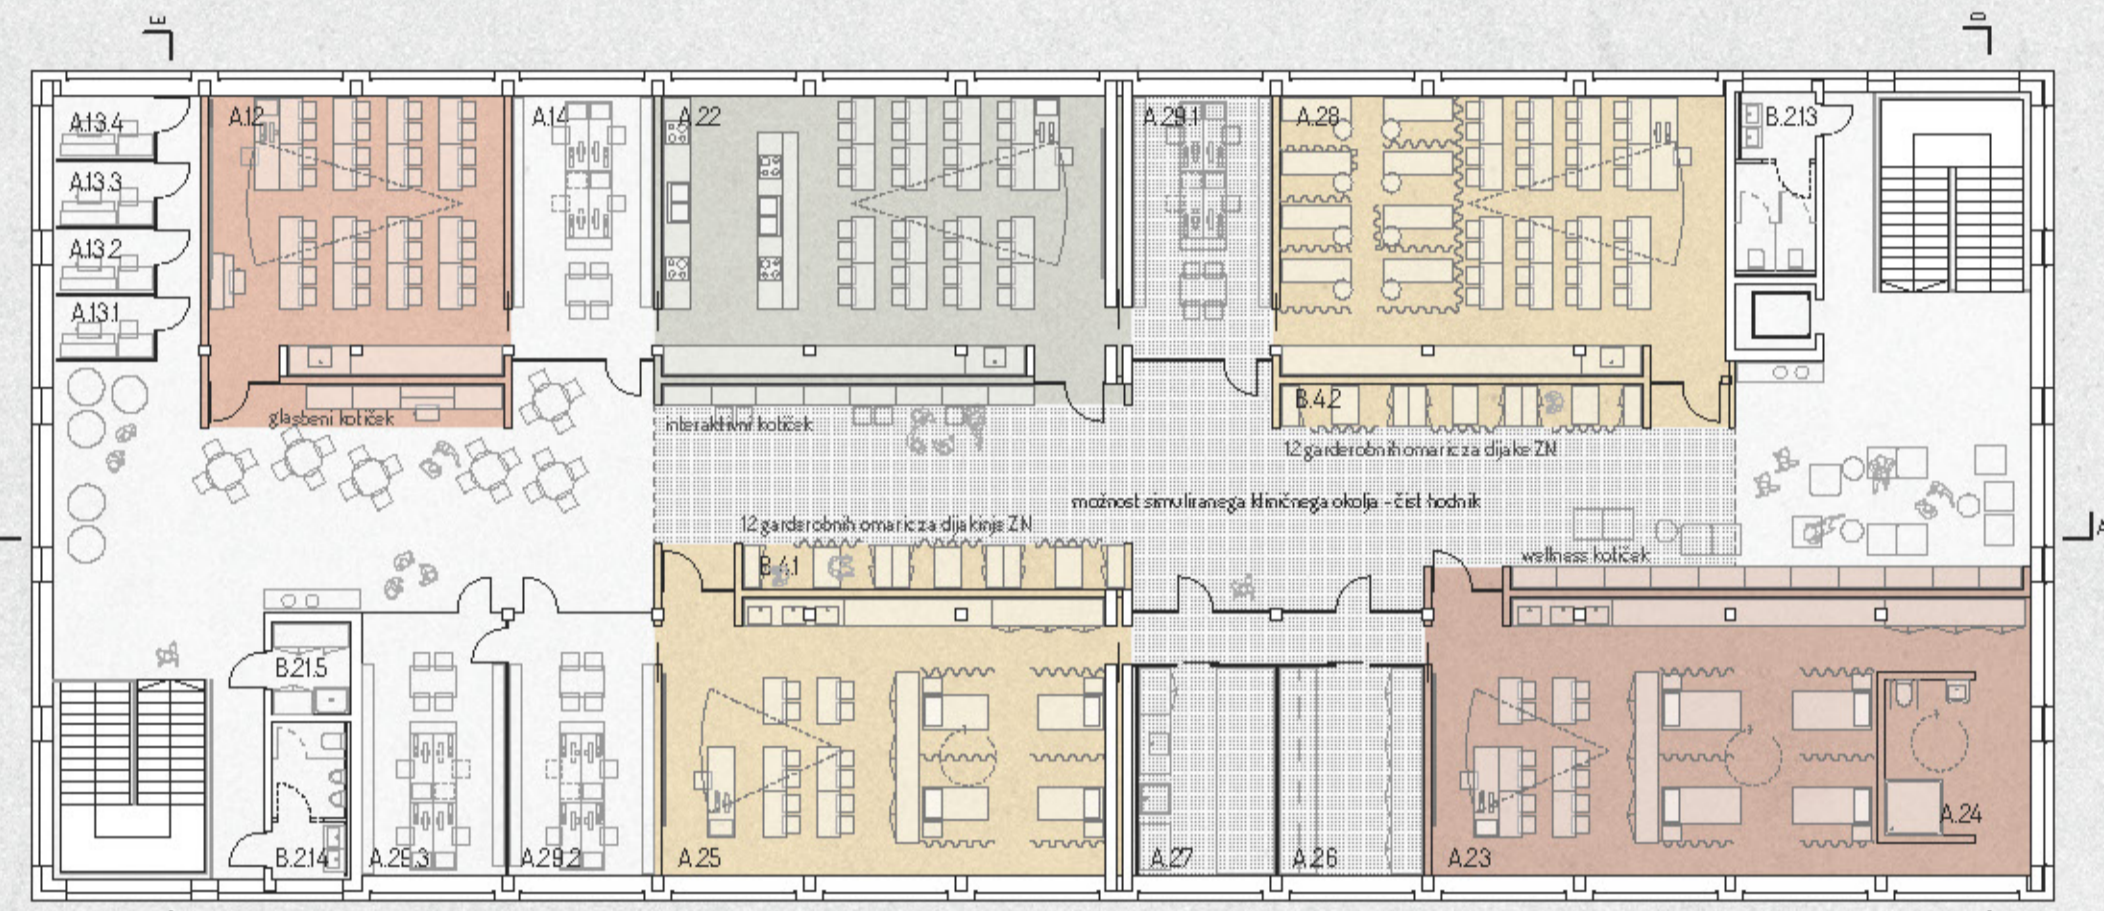 E
D
A.13.4
A.12
A.14
A.22
A.29.1
A.28
B.2.13
A.13.3
A.13.2
A.13.1
glasbeni kotiček
interaktivni kotiček
B.4.2
12 garderobnih omaric za dijake ZN
možnost simuliranega kliničnega okolja - čist hodnik
12 garderobnih omaric za dijakinje ZN
A
wellness kotiček
B.4.1
B.21.5
B.2.14
A.29.3
A.29.2
A.25
A.27
A.26
A.23
A.24